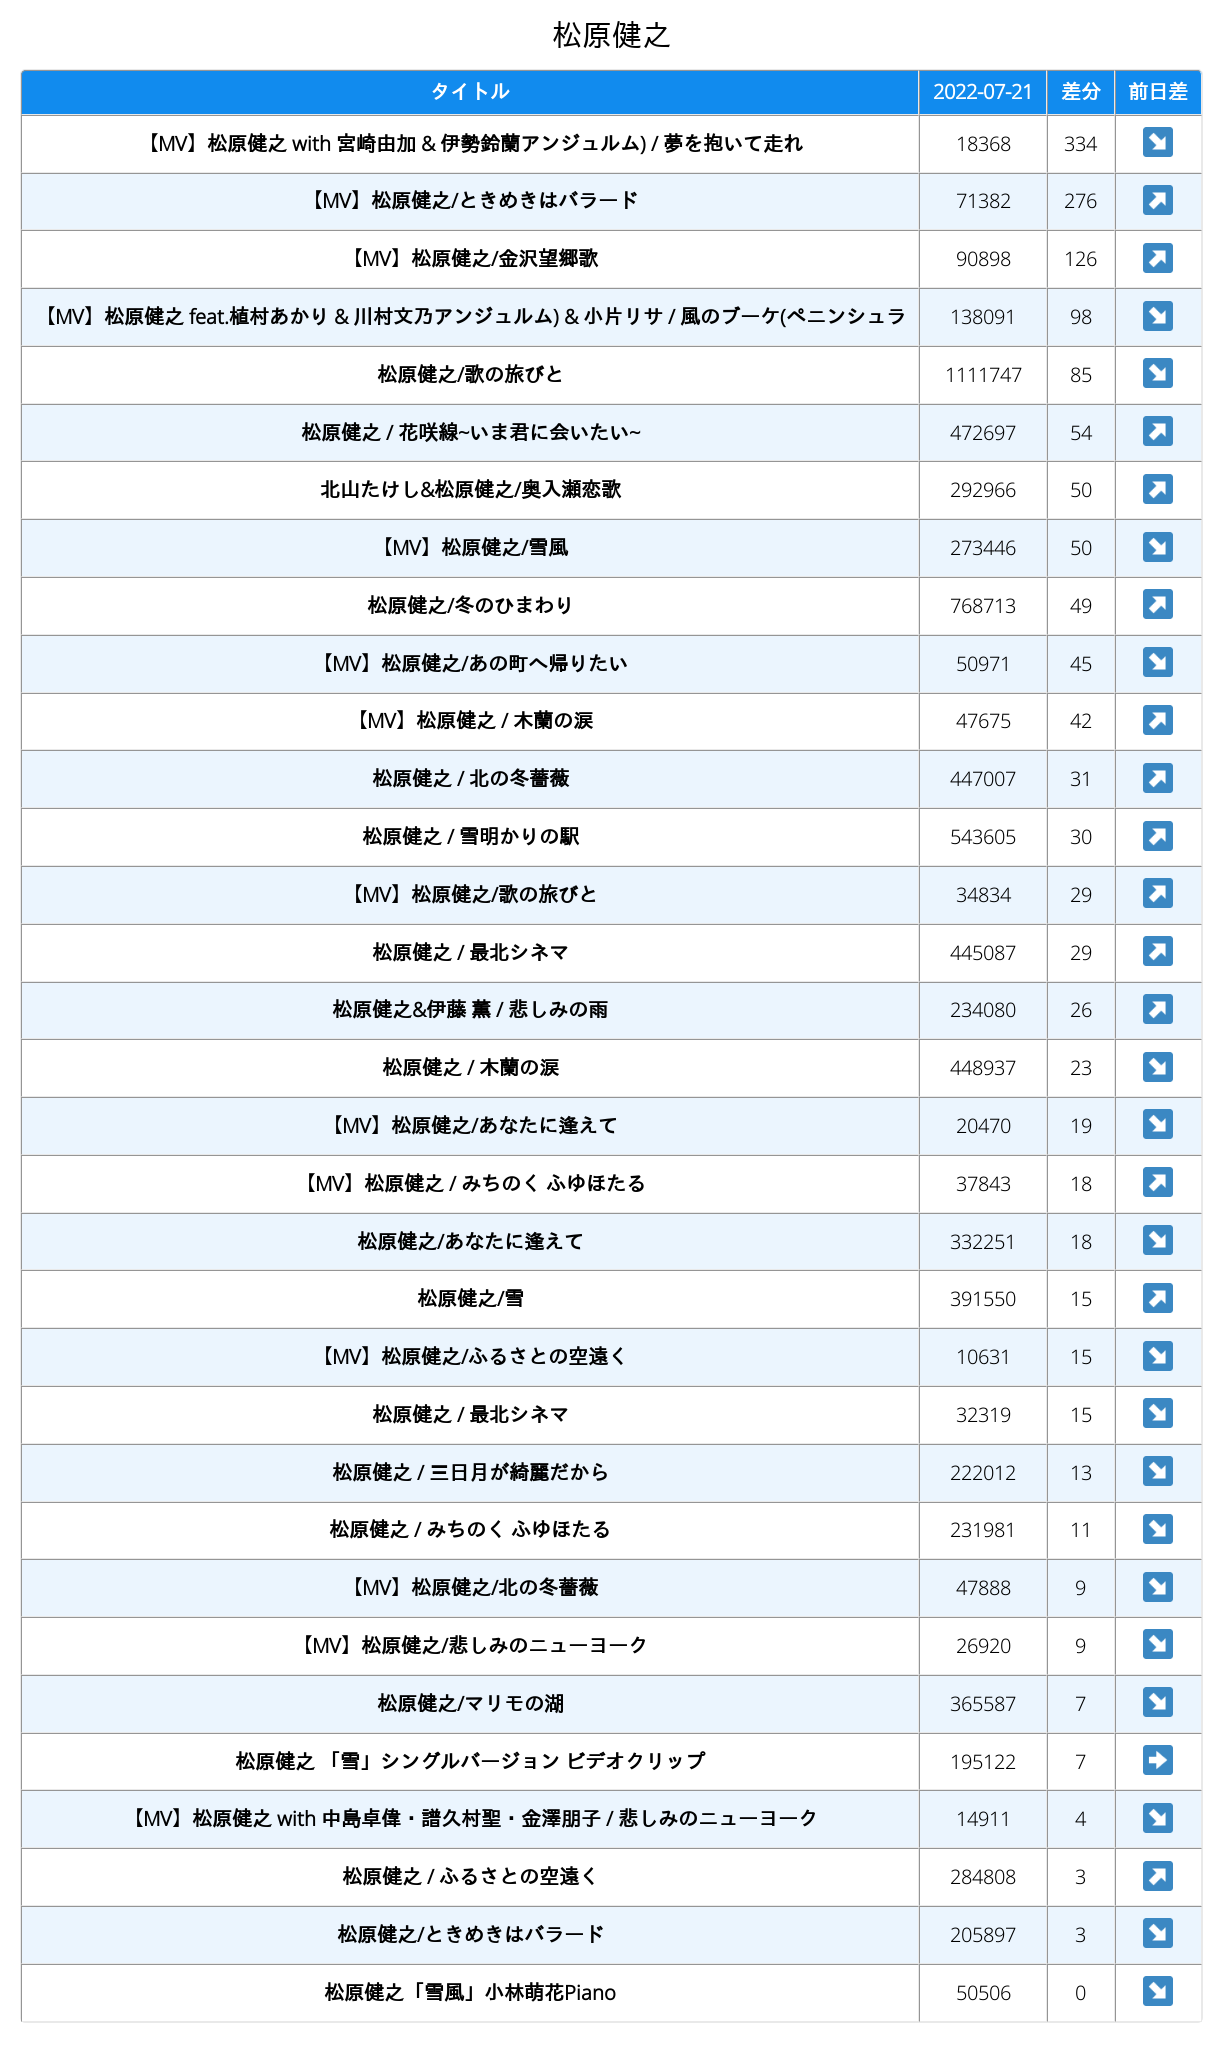 松原健之
タイトル 2022-07-21 差分 前日差
【MV】松原健之 with 宮崎由加 & 伊勢鈴蘭アンジュルム) / 夢を抱いて走れ 18368 334 ↘
【MV】松原健之/ときめきはバラード 71382 276 ↗
【MV】松原健之/金沢望郷歌 90898 126 ↗
【MV】松原健之 feat.植村あかり & 川村文乃アンジュルム) & 小片リサ / 風のブーケ(ペニンシュラ 138091 98 ↘
松原健之/歌の旅びと 1111747 85 ↘
松原健之 / 花咲線~いま君に会いたい~ 472697 54 ↗
北山たけし&松原健之/奥入瀬恋歌 292966 50 ↗
【MV】松原健之/雪風 273446 50 ↘
松原健之/冬のひまわり 768713 49 ↗
【MV】松原健之/あの町へ帰りたい 50971 45 ↘
【MV】松原健之 / 木蘭の涙 47675 42 ↗
松原健之 / 北の冬薔薇 447007 31 ↗
松原健之 / 雪明かりの駅 543605 30 ↗
【MV】松原健之/歌の旅びと 34834 29 ↗
松原健之 / 最北シネマ 445087 29 ↗
松原健之&伊藤 薫 / 悲しみの雨 234080 26 ↗
松原健之 / 木蘭の涙 448937 23 ↘
【MV】松原健之/あなたに逢えて 20470 19 ↘
【MV】松原健之 / みちのく ふゆほたる 37843 18 ↗
松原健之/あなたに逢えて 332251 18 ↘
松原健之/雪 391550 15 ↗
【MV】松原健之/ふるさとの空遠く 10631 15 ↘
松原健之 / 最北シネマ 32319 15 ↘
松原健之 / 三日月が綺麗だから 222012 13 ↘
松原健之 / みちのく ふゆほたる 231981 11 ↘
【MV】松原健之/北の冬薔薇 47888 9 ↘
【MV】松原健之/悲しみのニューヨーク 26920 9 ↘
松原健之/マリモの湖 365587 7 ↘
松原健之 「雪」シングルバージョン ビデオクリップ 195122 7 ➡
【MV】松原健之 with 中島卓偉・譜久村聖・金澤朋子 / 悲しみのニューヨーク 14911 4 ↘
松原健之 / ふるさとの空遠く 284808 3 ↗
松原健之/ときめきはバラード 205897 3 ↘
松原健之「雪風」小林萌花Piano 50506 0 ↘